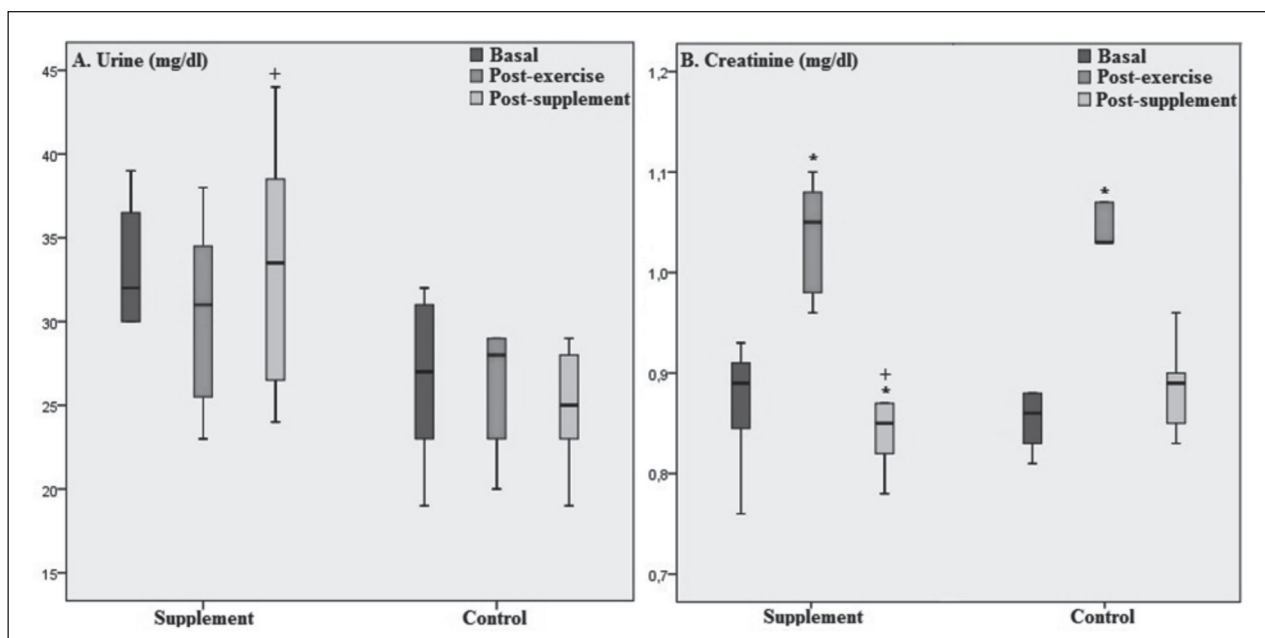 A. Urine (mg/dl)
Basal
Post-exercise
Post-supplement
45
40
35
30
25
20
15
+
Supplement
Control
B. Creatinine (mg/dl)
Basal
Post-exercise
Post-supplement
1,2
1,1
1,0
0,9
0,8
0,7
*
+
*
*
Supplement
Control